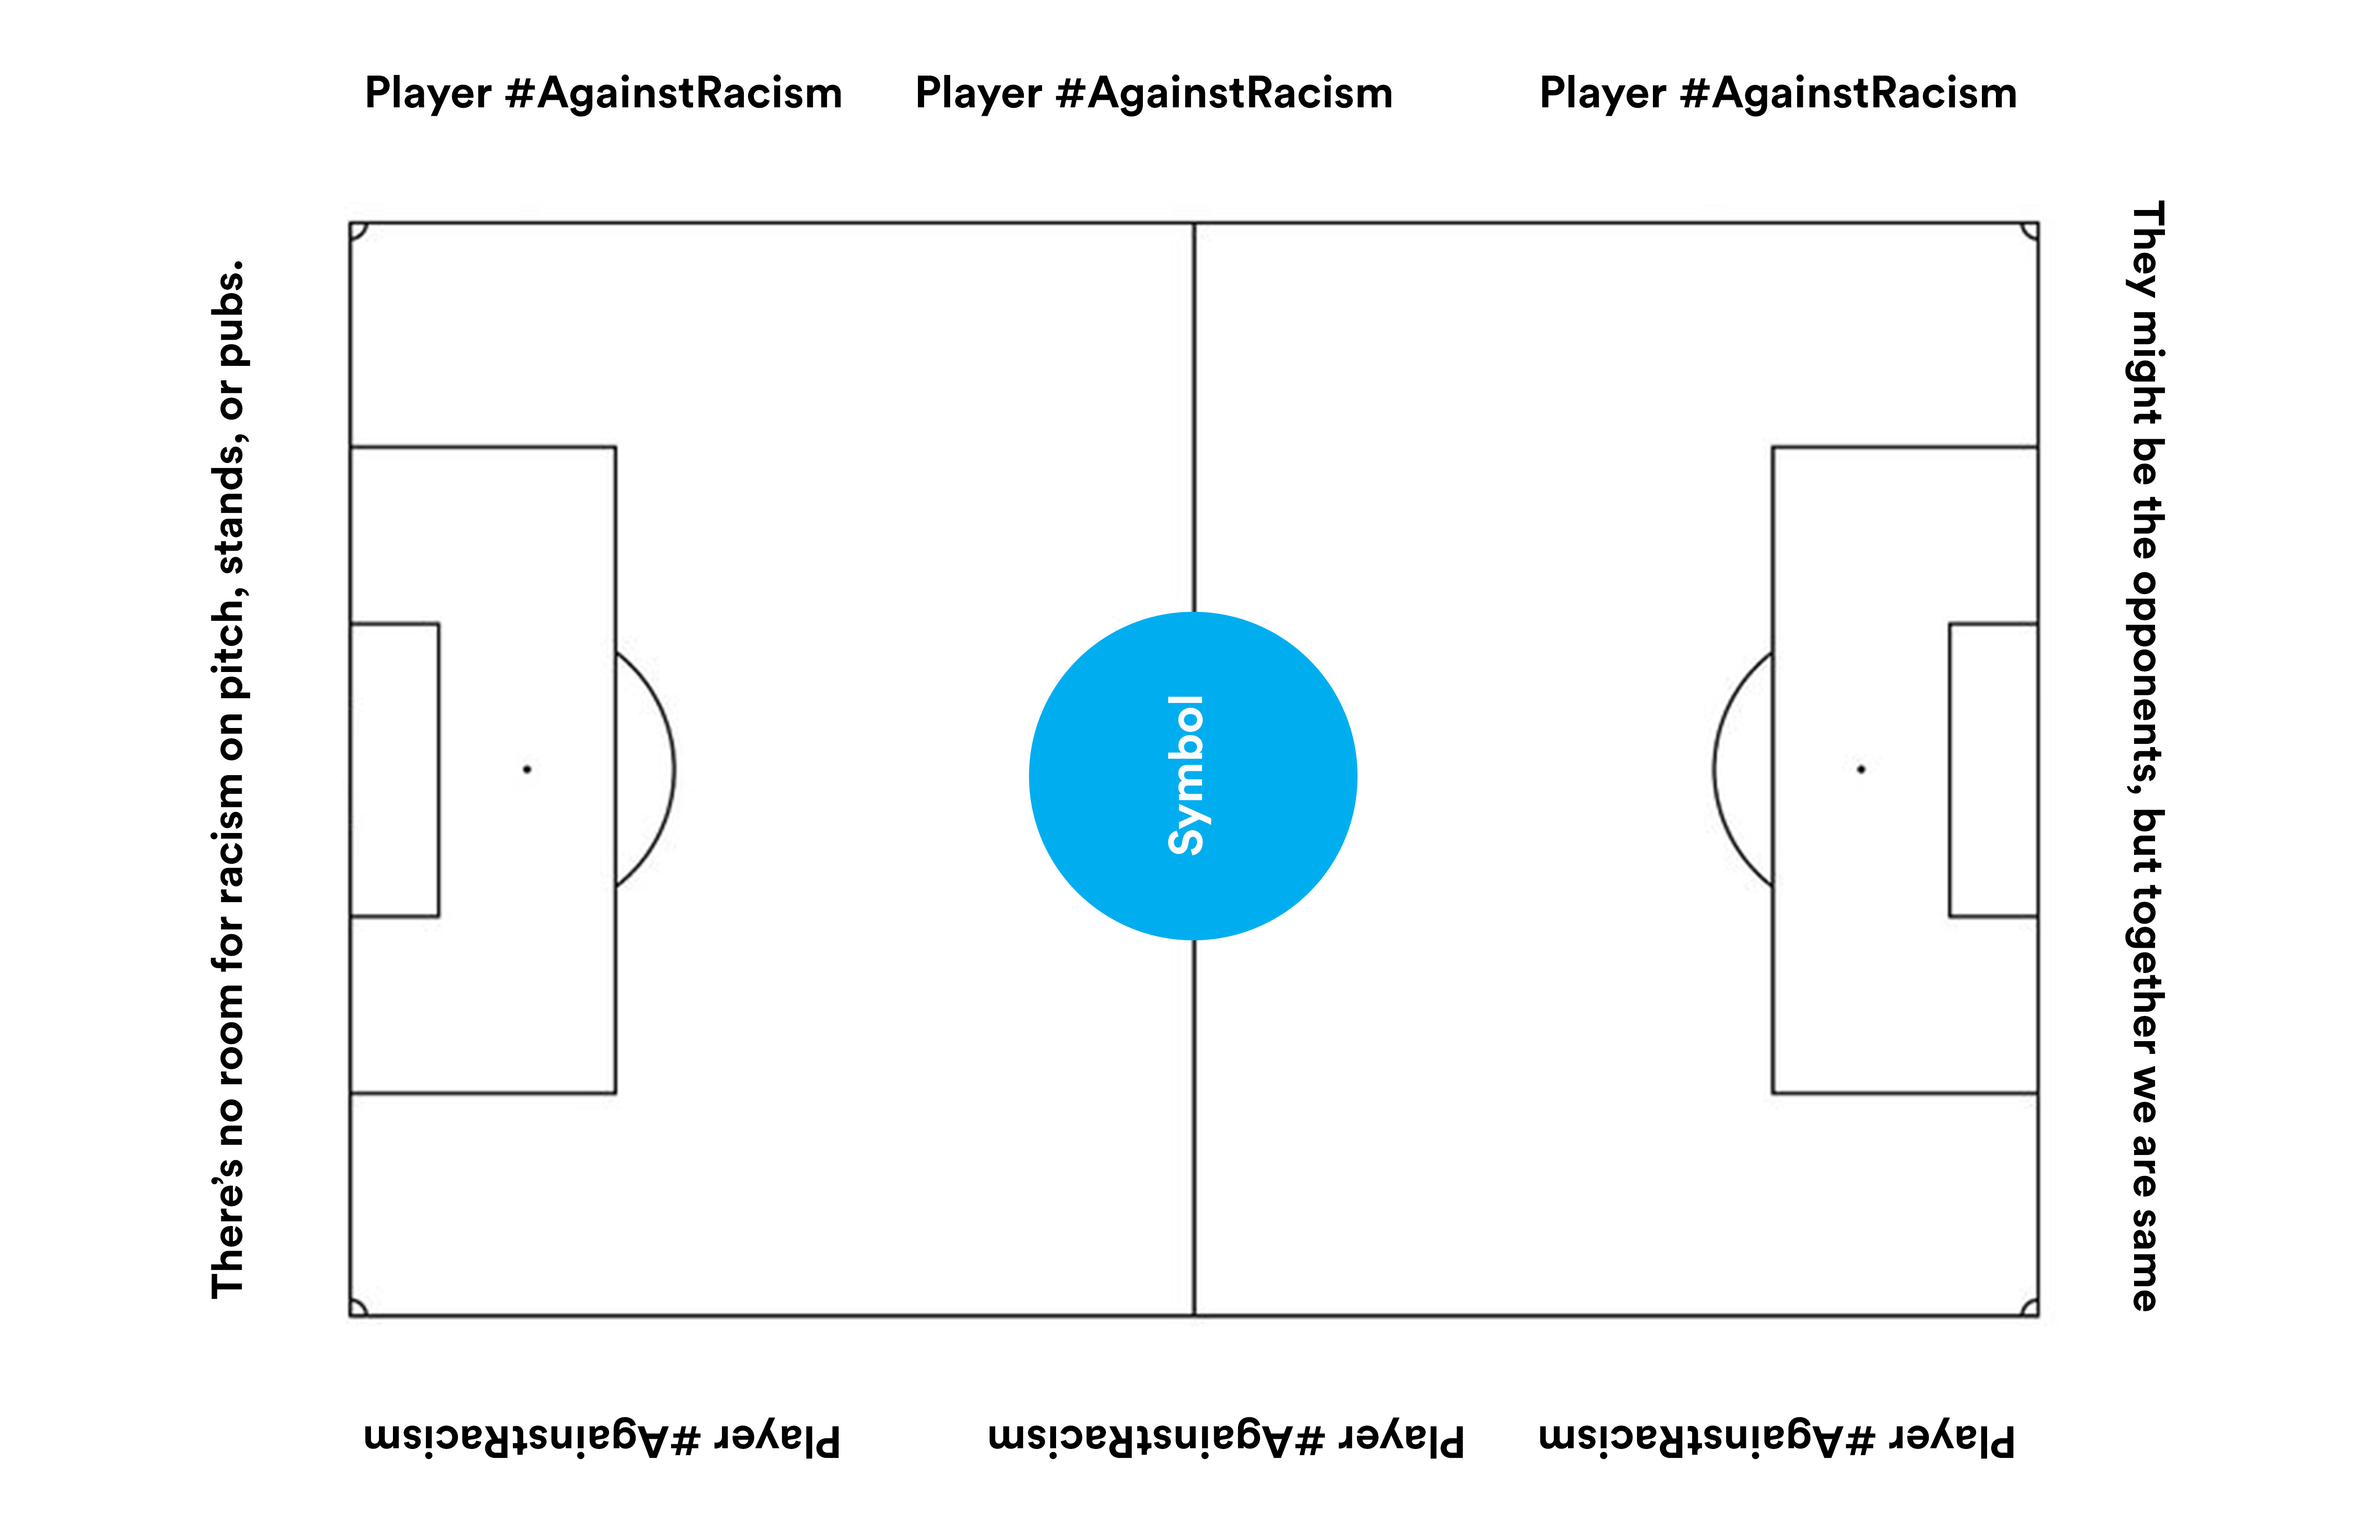 Player #AgainstRacism
Player #AgainstRacism
Player #AgainstRacism
There’s no room for racism on pitch, stands, or pubs.
Symbol
They might be the opponents, but together we are same
Player #AgainstRacism
Player #AgainstRacism
Player #AgainstRacism